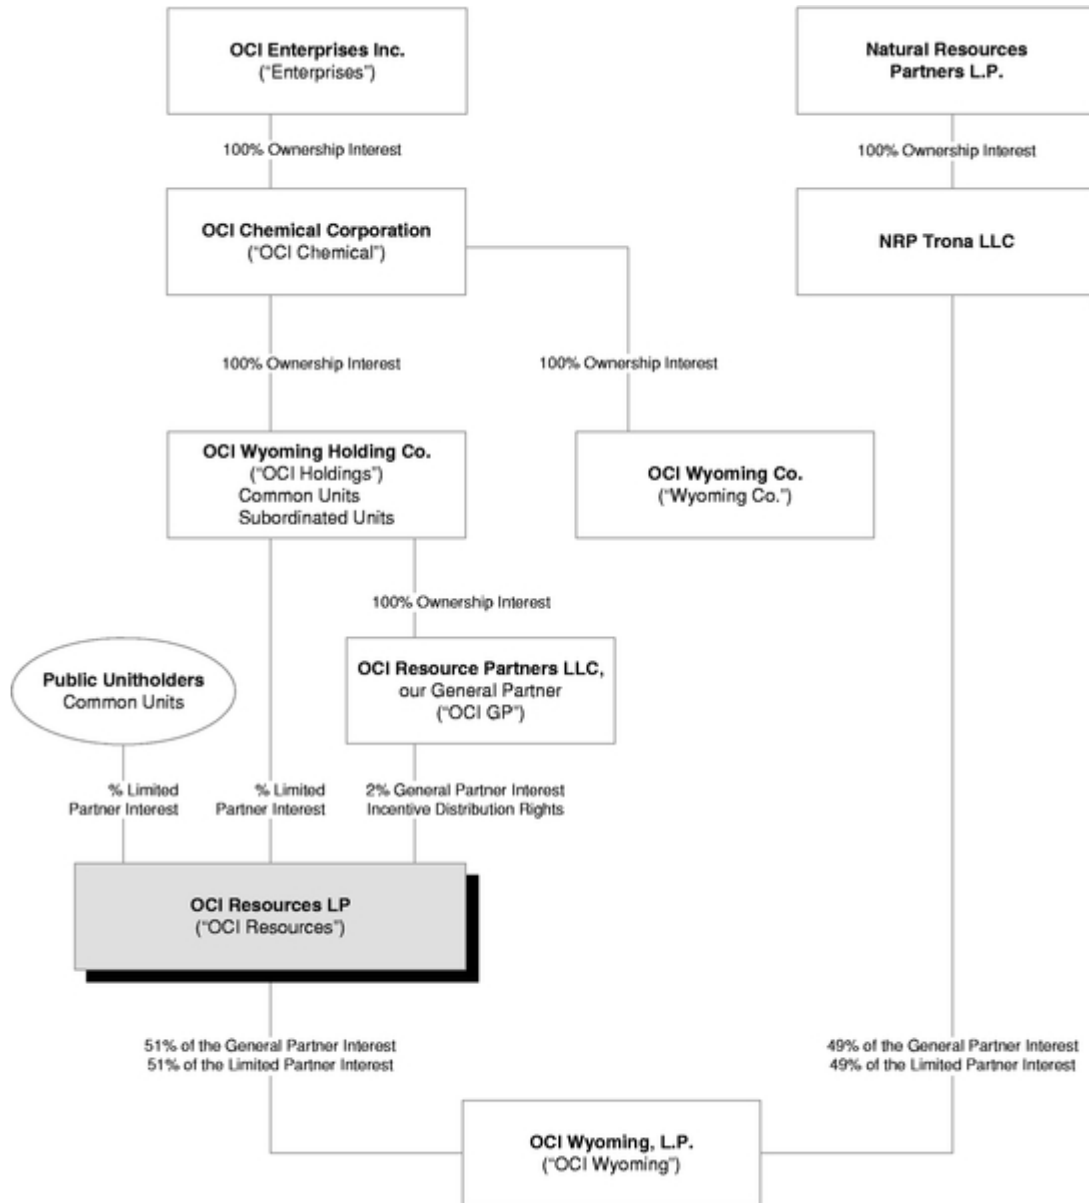 OCI Enterprises Inc.
(“Enterprises”)
Natural Resources
Partners L.P.
100% Ownership Interest
100% Ownership Interest
OCI Chemical Corporation
(“OCI Chemical”)
NRP Trona LLC
100% Ownership Interest
100% Ownership Interest
OCI Wyoming Holding Co.
(“OCI Holdings”)
Common Units
Subordinated Units
OCI Wyoming Co.
(“Wyoming Co.”)
100% Ownership Interest
Public Unitholders
Common Units
OCI Resource Partners LLC,
our General Partner
(“OCI GP”)
% Limited
Partner Interest
% Limited
Partner Interest
2% General Partner Interest
Incentive Distribution Rights
OCI Resources LP
(“OCI Resources”)
51% of the General Partner Interest
51% of the Limited Partner Interest
49% of the General Partner Interest
49% of the Limited Partner Interest
OCI Wyoming, L.P.
(“OCI Wyoming”)